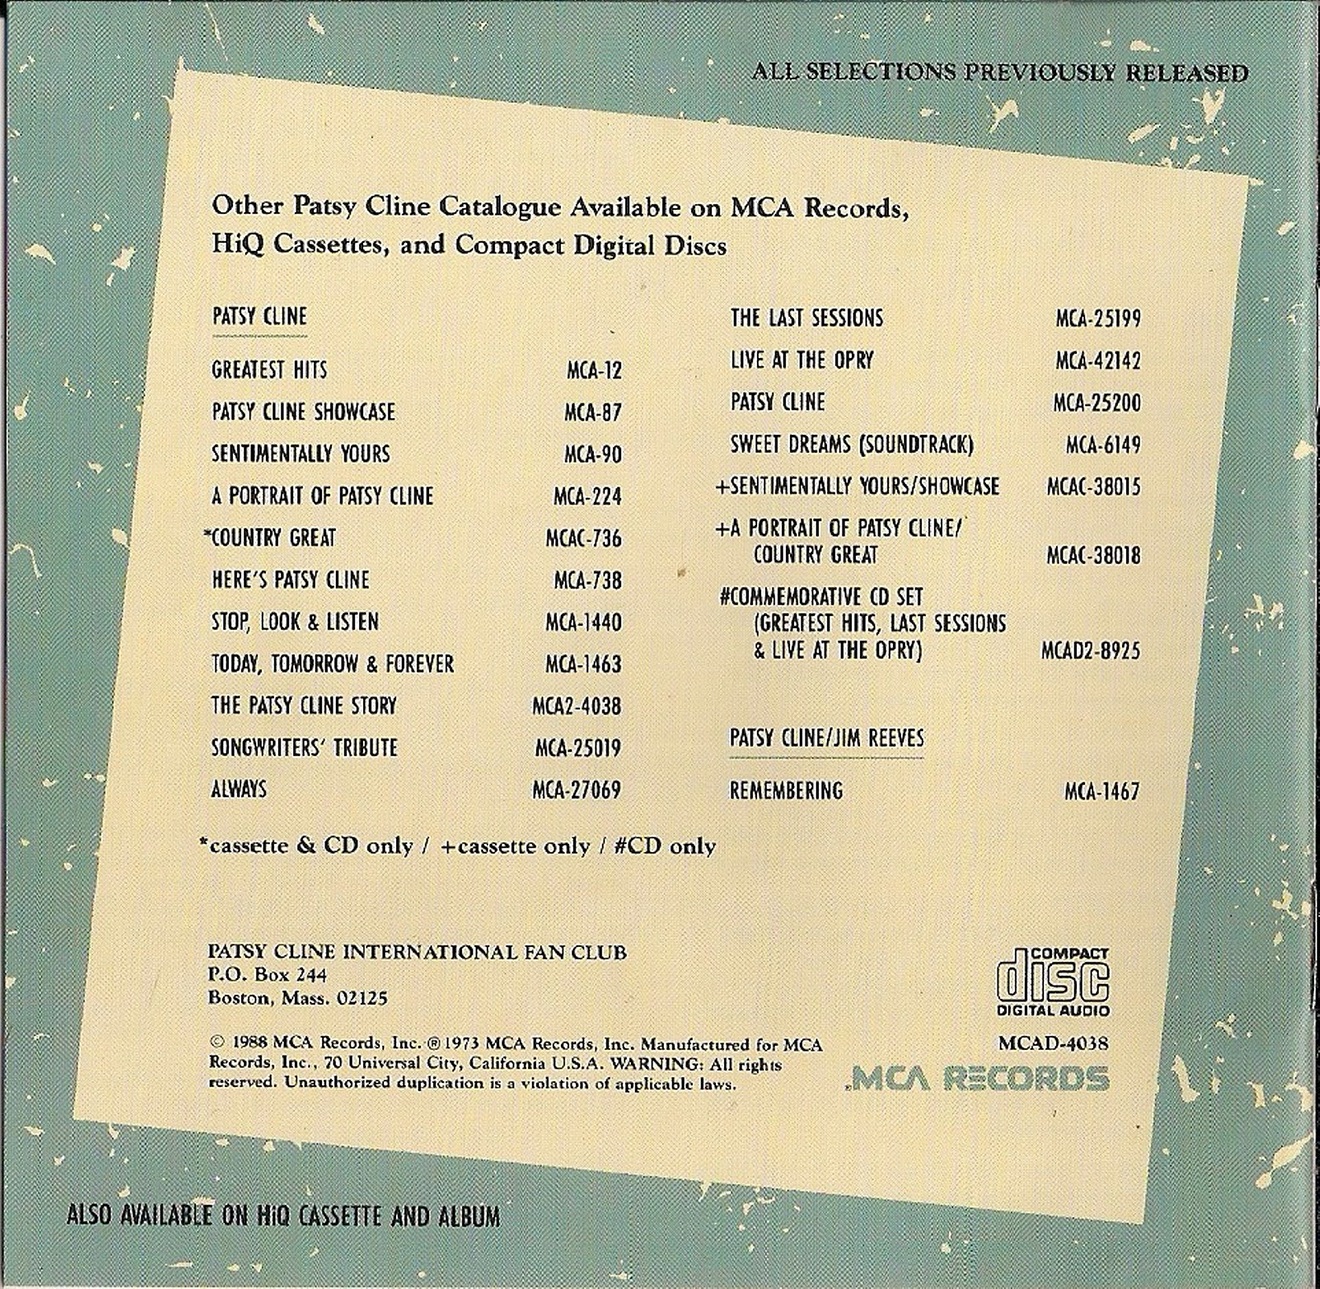 ALL SELECTIONS PREVIOUSLY RELEASED
Other Patsy Cline Catalogue Available on MCA Records,
HiQ Cassettes, and Compact Digital Discs
PATSY CLINE
GREATEST HITS MCA-12
PATSY CLINE SHOWCASE MCA-87
SENTIMENTALLY YOURS MCA-90
A PORTRAIT OF PATSY CLINE MCA-224
*COUNTRY GREAT MCAC-736
HERE'S PATSY CLINE MCA-738
STOP, LOOK & LISTEN MCA-1440
TODAY, TOMORROW & FOREVER MCA-1463
THE PATSY CLINE STORY MCA2-4038
SONGWRITERS' TRIBUTE MCA-25019
ALWAYS MCA-27069
THE LAST SESSIONS MCA-25199
LIVE AT THE OPRY MCA-42142
PATSY CLINE MCA-25200
SWEET DREAMS (SOUNDTRACK) MCA-6149
+SENTIMENTALLY YOURS/SHOWCASE MCAC-38015
+A PORTRAIT OF PATSY CLINE/
COUNTRY GREAT MCAC-38018
#COMMEMORATIVE CD SET
(GREATEST HITS, LAST SESSIONS
& LIVE AT THE OPRY) MCAD2-8925
PATSY CLINE/JIM REEVES
REMEMBERING MCA-1467
*cassette & CD only / +cassette only / #CD only
PATSY CLINE INTERNATIONAL FAN CLUB
P.O. Box 244
Boston, Mass. 02125
© 1988 MCA Records, Inc. ℗ 1973 MCA Records, Inc. Manufactured for MCA
Records, Inc., 70 Universal City, California U.S.A. WARNING: All rights
reserved. Unauthorized duplication is a violation of applicable laws.
COMPACT
disc
DIGITAL AUDIO
MCAD-4038
MCA RECORDS
ALSO AVAILABLE ON HiQ CASSETTE AND ALBUM